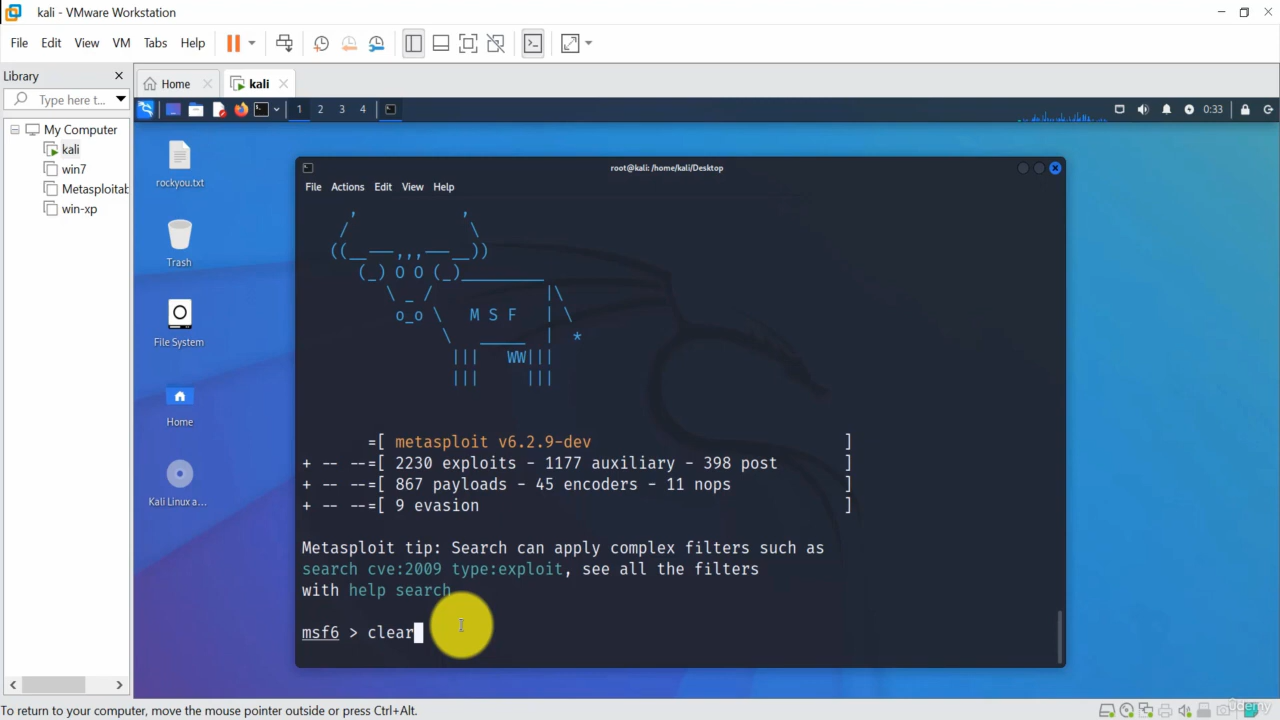 kali - VMware Workstation
File Edit View VM Tabs Help
Library
Home
kali
Type here t...
1 2 3 4
0:33
My Computer
kali
win7
Metasploitab
win-xp
rockyou.txt
Trash
File System
Home
Kali Linux a...
root@kali: /home/kali/Desktop
File Actions Edit View Help
 , ,
/ \
((__---,,,---__))
(_) O O (_)_________
\ _ / |\
o_o \ M S F | \
\ _____ | *
||| WW|||
||| |||
=[ metasploit v6.2.9-dev ]
+ -- --=[ 2230 exploits - 1177 auxiliary - 398 post ]
+ -- --=[ 867 payloads - 45 encoders - 11 nops ]
+ -- --=[ 9 evasion ]
Metasploit tip: Search can apply complex filters such as
search cve:2009 type:exploit, see all the filters
with help search
msf6 > clear
To return to your computer, move the mouse pointer outside or press Ctrl+Alt.